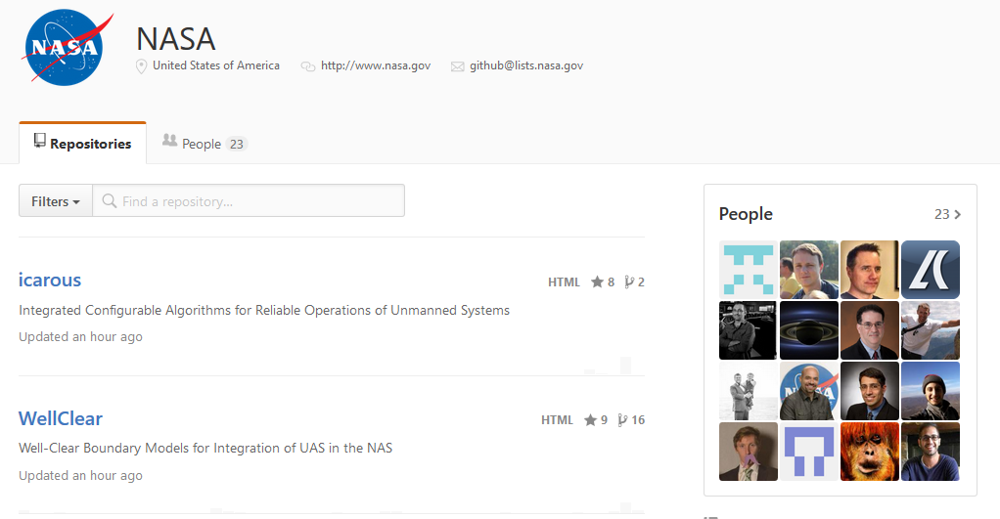 NASA
NASA
United States of America http://www.nasa.gov github@lists.nasa.gov
Repositories People 23
Filters Find a repository...
icarous HTML 8 2
Integrated Configurable Algorithms for Reliable Operations of Unmanned Systems
Updated an hour ago
WellClear HTML 9 16
Well-Clear Boundary Models for Integration of UAS in the NAS
Updated an hour ago
People 23